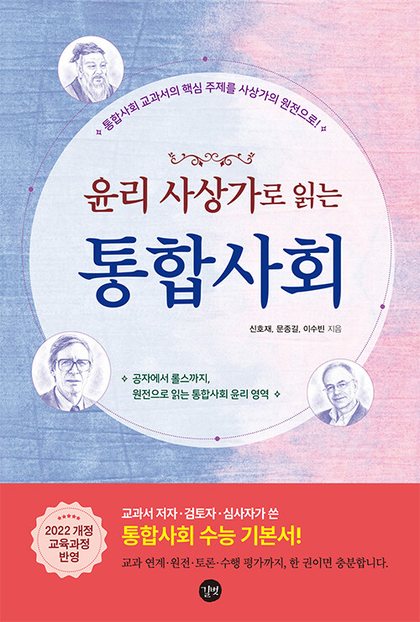 통합사회 교과서의 핵심 주제를 사상가의 원전으로!
윤리 사상가로 읽는
통합사회
신호재, 문종길, 이수빈 지음
공자에서 롤스까지,
원전으로 읽는 통합사회 윤리 영역
2022 개정
교육과정
반영
교과서 저자·검토자·심사자가 쓴
통합사회 수능 기본서!
교과 연계·원전·토론·수행 평가까지, 한 권이면 충분합니다.
길벗